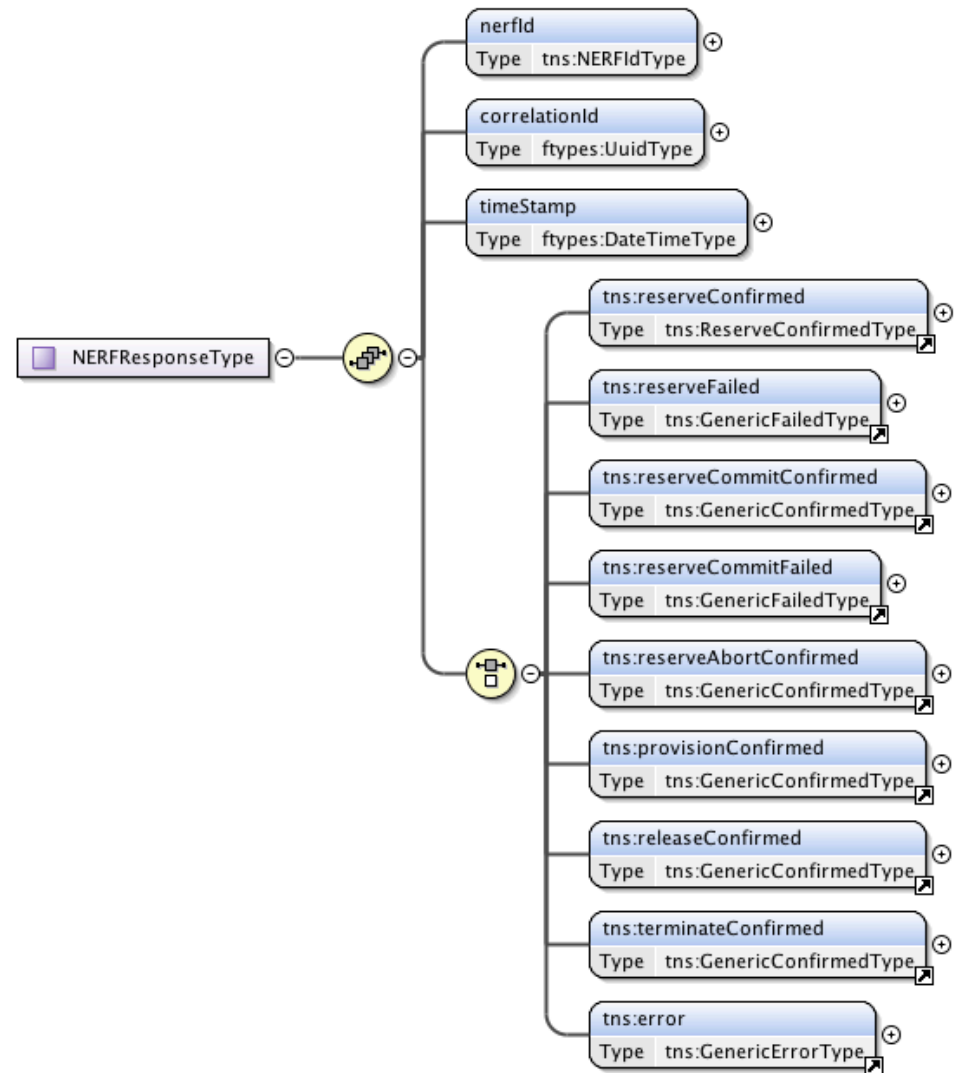 nerfId
Type tns:NERFIdType
correlationId
Type ftypes:UuidType
timeStamp
Type ftypes:DateTimeType
NERFResponseType
tns:reserveConfirmed
Type tns:ReserveConfirmedType
tns:reserveFailed
Type tns:GenericFailedType
tns:reserveCommitConfirmed
Type tns:GenericConfirmedType
tns:reserveCommitFailed
Type tns:GenericFailedType
tns:reserveAbortConfirmed
Type tns:GenericConfirmedType
tns:provisionConfirmed
Type tns:GenericConfirmedType
tns:releaseConfirmed
Type tns:GenericConfirmedType
tns:terminateConfirmed
Type tns:GenericConfirmedType
tns:error
Type tns:GenericErrorType